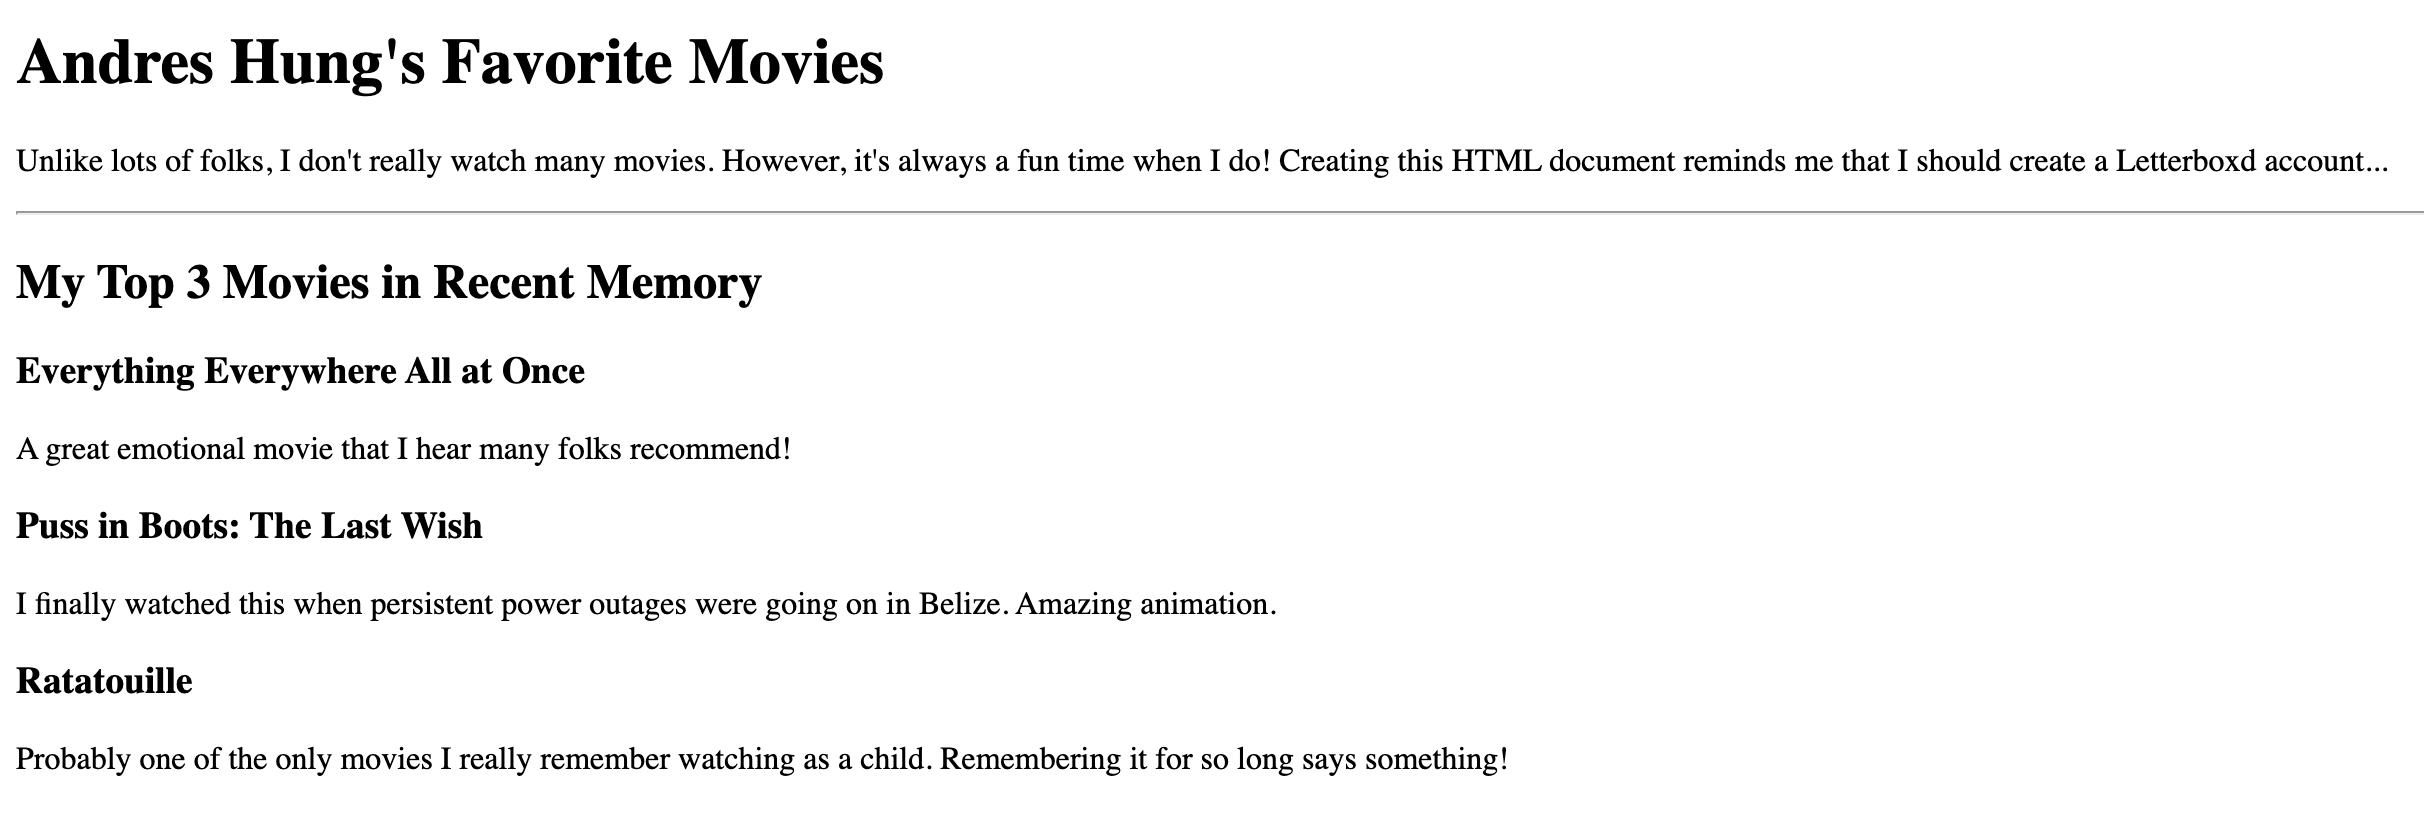 Andres Hung's Favorite Movies
Unlike lots of folks, I don't really watch many movies. However, it's always a fun time when I do! Creating this HTML document reminds me that I should create a Letterboxd account...
My Top 3 Movies in Recent Memory
Everything Everywhere All at Once
A great emotional movie that I hear many folks recommend!
Puss in Boots: The Last Wish
I finally watched this when persistent power outages were going on in Belize. Amazing animation.
Ratatouille
Probably one of the only movies I really remember watching as a child. Remembering it for so long says something!